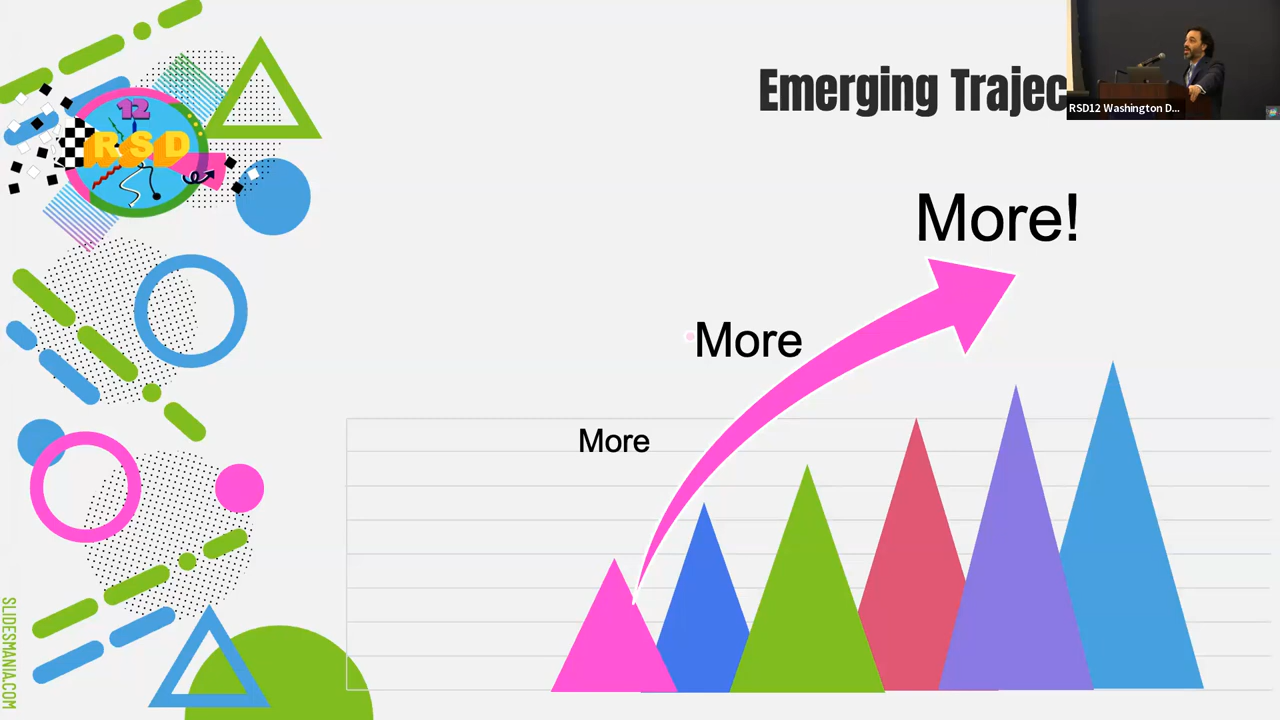 12
RSD
Emerging Trajec
RSD12 Washington D...
More!
More
More
SLIDESMANIA.COM